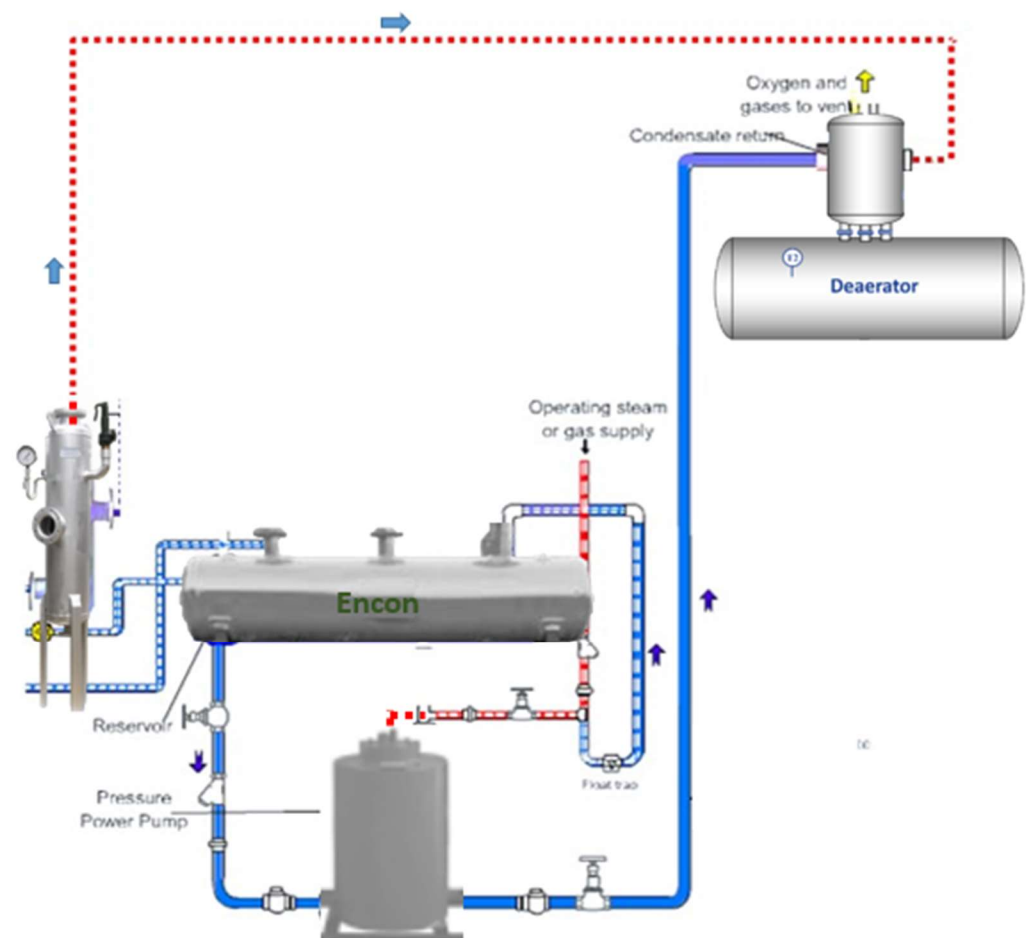 Oxygen and
gases to ven
Condensate return
Deaerator
Operating steam
or gas supply
Encon
Reservoir
Pressure
Power Pump
Float trap